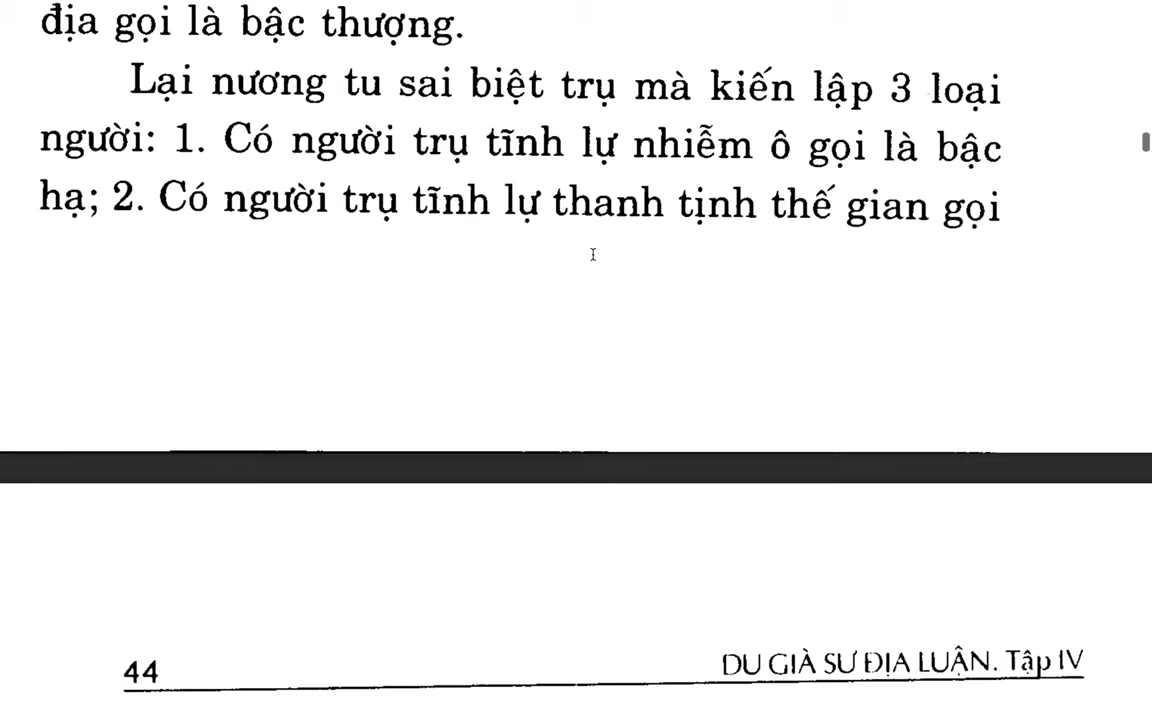 địa gọi là bậc thượng.
Lại nương tu sai biệt trụ mà kiến lập 3 loại
người: 1. Có người trụ tĩnh lự nhiễm ô gọi là bậc
hạ; 2. Có người trụ tĩnh lự thanh tịnh thế gian gọi
44 DU GIÀ SƯ ĐỊA LUẬN. Tập IV